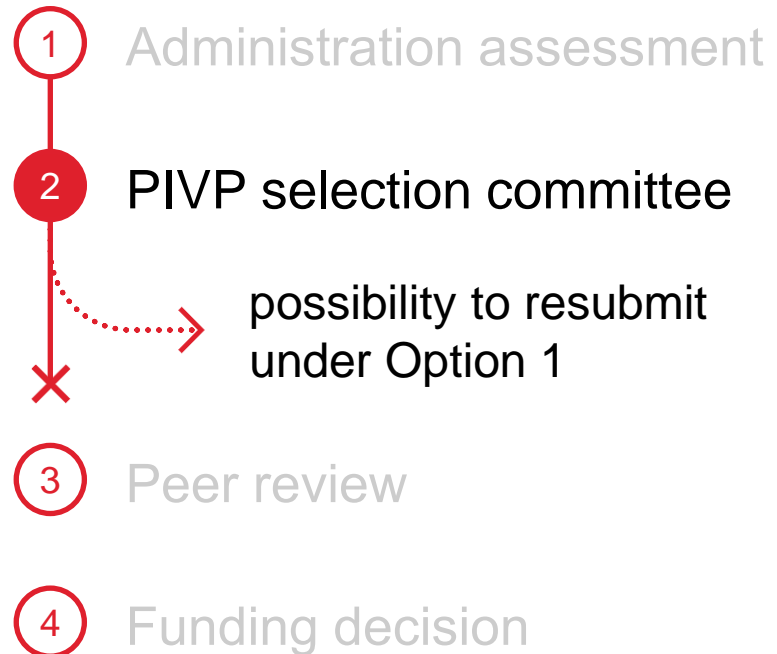 1 Administration assessment
2 PIVP selection committee
possibility to resubmit
under Option 1
3 Peer review
4 Funding decision